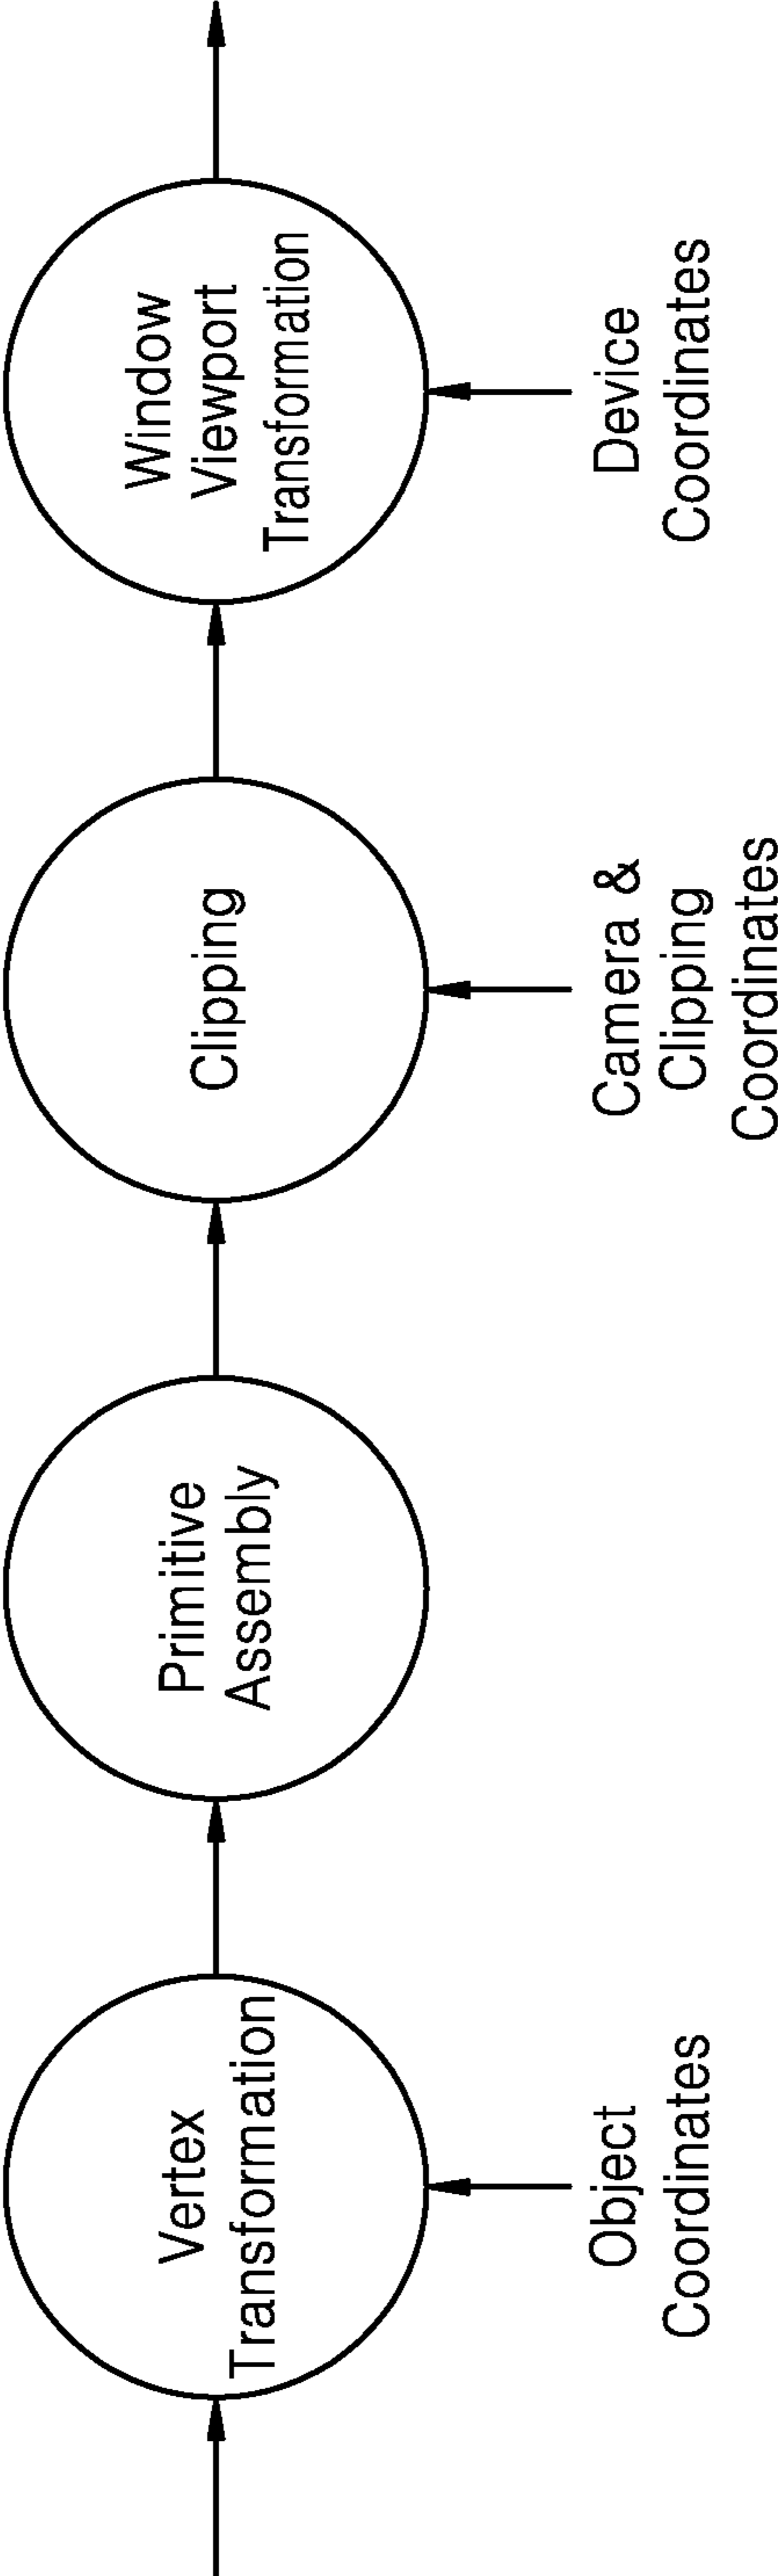 Vertex
Transformation
Primitive
Assembly
Clipping
Window
Viewport
Transformation
Object
Coordinates
Camera &
Clipping
Coordinates
Device
Coordinates